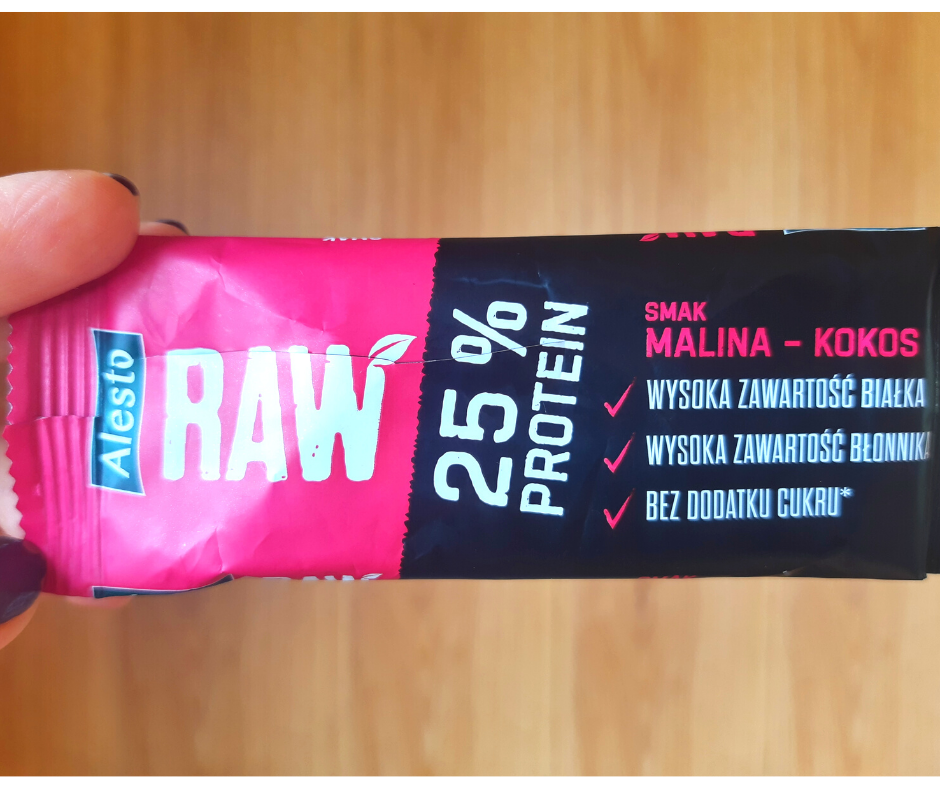 Alesto
RAW
25 %
PROTEIN
SMAK
MALINA – KOKOS
WYSOKA ZAWARTOŚĆ BIAŁKA
WYSOKA ZAWARTOŚĆ BŁONNIKA
BEZ DODATKU CUKRU*